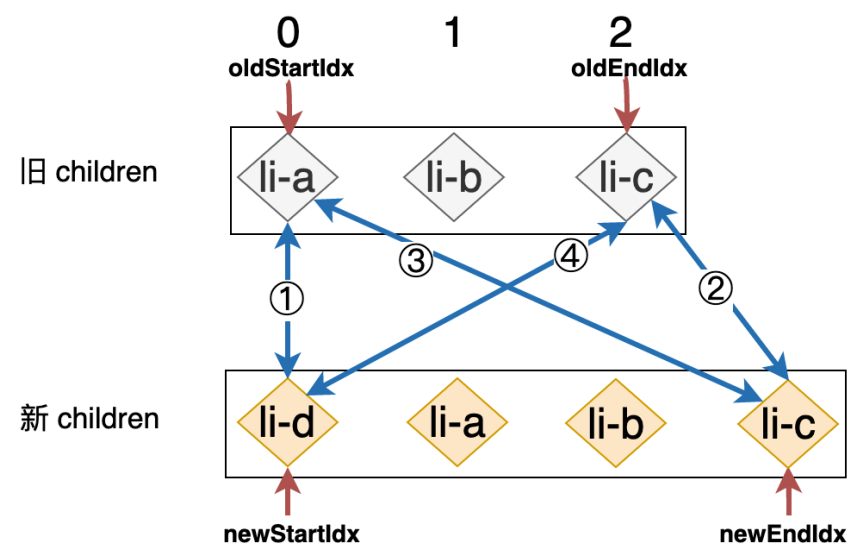 0 1 2
oldStartIdx oldEndIdx
旧 children li-a li-b li-c
③ ④
① ②
新 children li-d li-a li-b li-c
newStartIdx newEndIdx